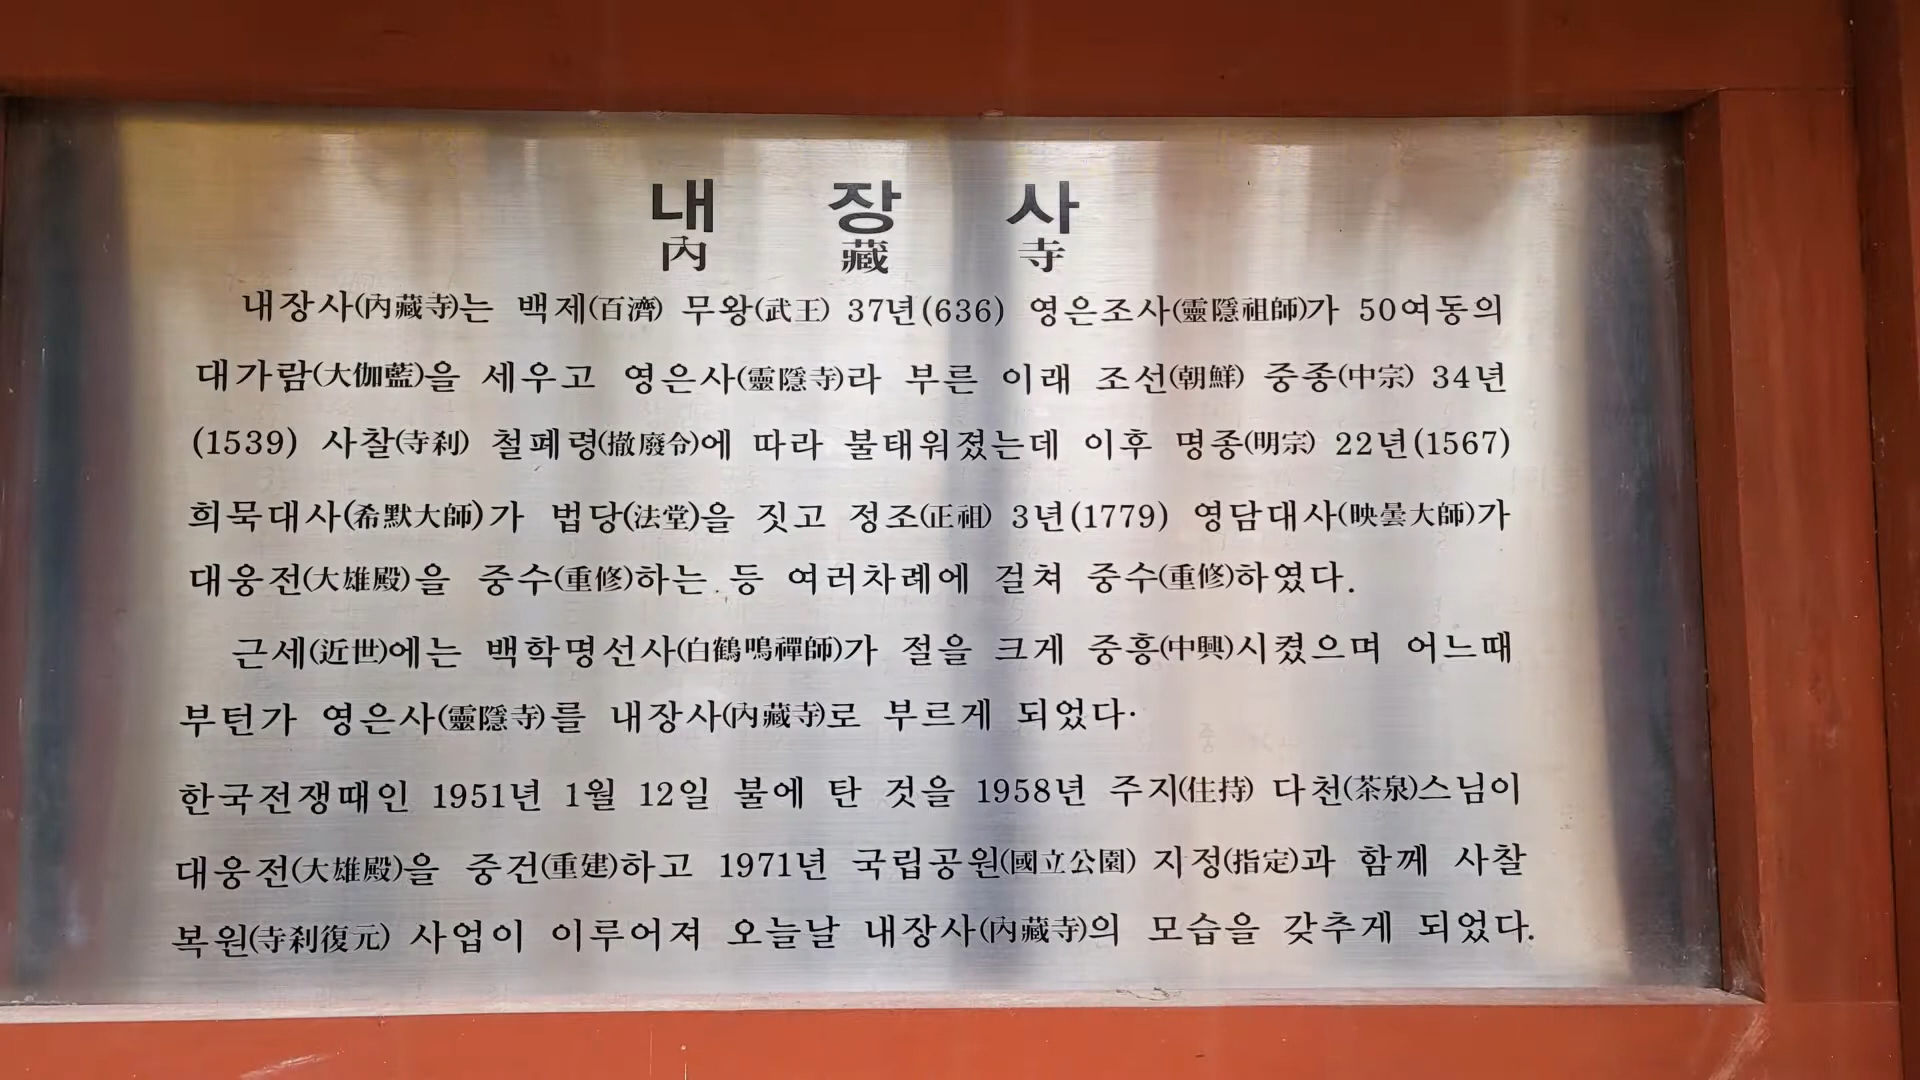 내 장 사
內 藏 寺
내장사(內藏寺)는 백제(百濟) 무왕(武王) 37년(636) 영은조사(靈隱祖師)가 50여동의
대가람(大伽藍)을 세우고 영은사(靈隱寺)라 부른 이래 조선(朝鮮) 중종(中宗) 34년
(1539) 사찰(寺刹) 철폐령(撤廢令)에 따라 불태워졌는데 이후 명종(明宗) 22년(1567)
희묵대사(希默大師)가 법당(法堂)을 짓고 정조(正祖) 3년(1779) 영담대사(映曇大師)가
대웅전(大雄殿)을 중수(重修)하는 등 여러차례에 걸쳐 중수(重修)하였다.
근세(近世)에는 백학명선사(白鶴鳴禪師)가 절을 크게 중흥(中興)시켰으며 어느때
부턴가 영은사(靈隱寺)를 내장사(內藏寺)로 부르게 되었다.
한국전쟁때인 1951년 1월 12일 불에 탄 것을 1958년 주지(住持) 다천(茶泉)스님이
대웅전(大雄殿)을 중건(重建)하고 1971년 국립공원(國立公園) 지정(指定)과 함께 사찰
복원(寺刹復元) 사업이 이루어져 오늘날 내장사(內藏寺)의 모습을 갖추게 되었다.